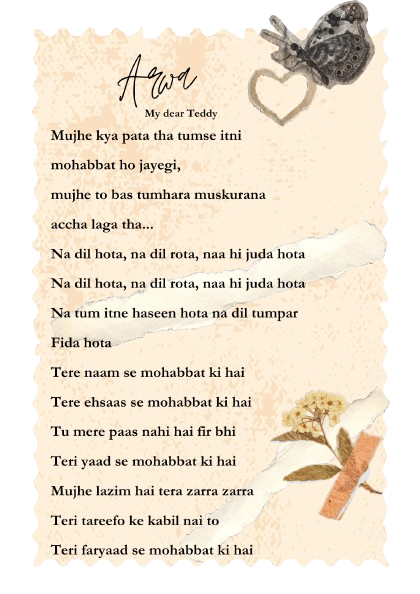 Arwa
My dear Teddy
Mujhe kya pata tha tumse itni
mohabbat ho jayegi,
mujhe to bas tumhara muskurana
accha laga tha...
Na dil hota, na dil rota, naa hi juda hota
Na dil hota, na dil rota, naa hi juda hota
Na tum itne haseen hota na dil tumpar
Fida hota
Tere naam se mohabbat ki hai
Tere ehsaas se mohabbat ki hai
Tu mere paas nahi hai fir bhi
Teri yaad se mohabbat ki hai
Mujhe lazim hai tera zarra zarra
Teri tareefo ke kabil nai to
Teri faryaad se mohabbat ki hai